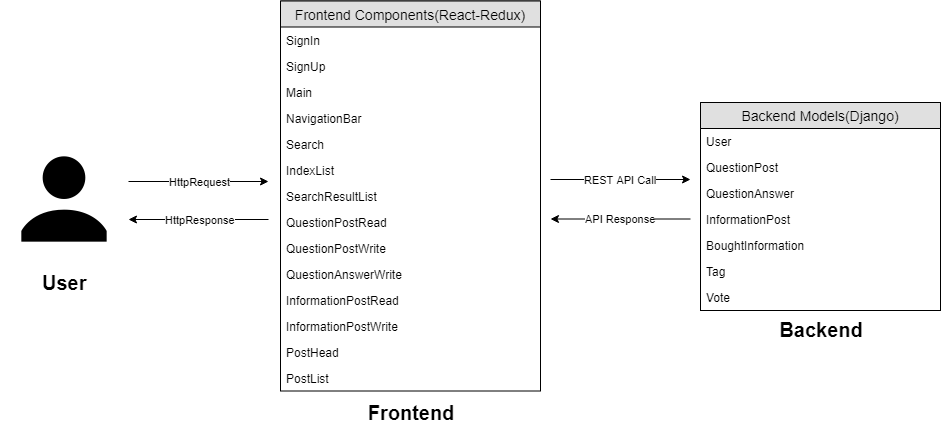 Frontend Components(React-Redux)
SignIn
SignUp
Main
NavigationBar
Search
IndexList
SearchResultList
QuestionPostRead
QuestionPostWrite
QuestionAnswerWrite
InformationPostRead
InformationPostWrite
PostHead
PostList
Frontend
HttpRequest
HttpResponse
User
REST API Call
API Response
Backend Models(Django)
User
QuestionPost
QuestionAnswer
InformationPost
BoughtInformation
Tag
Vote
Backend